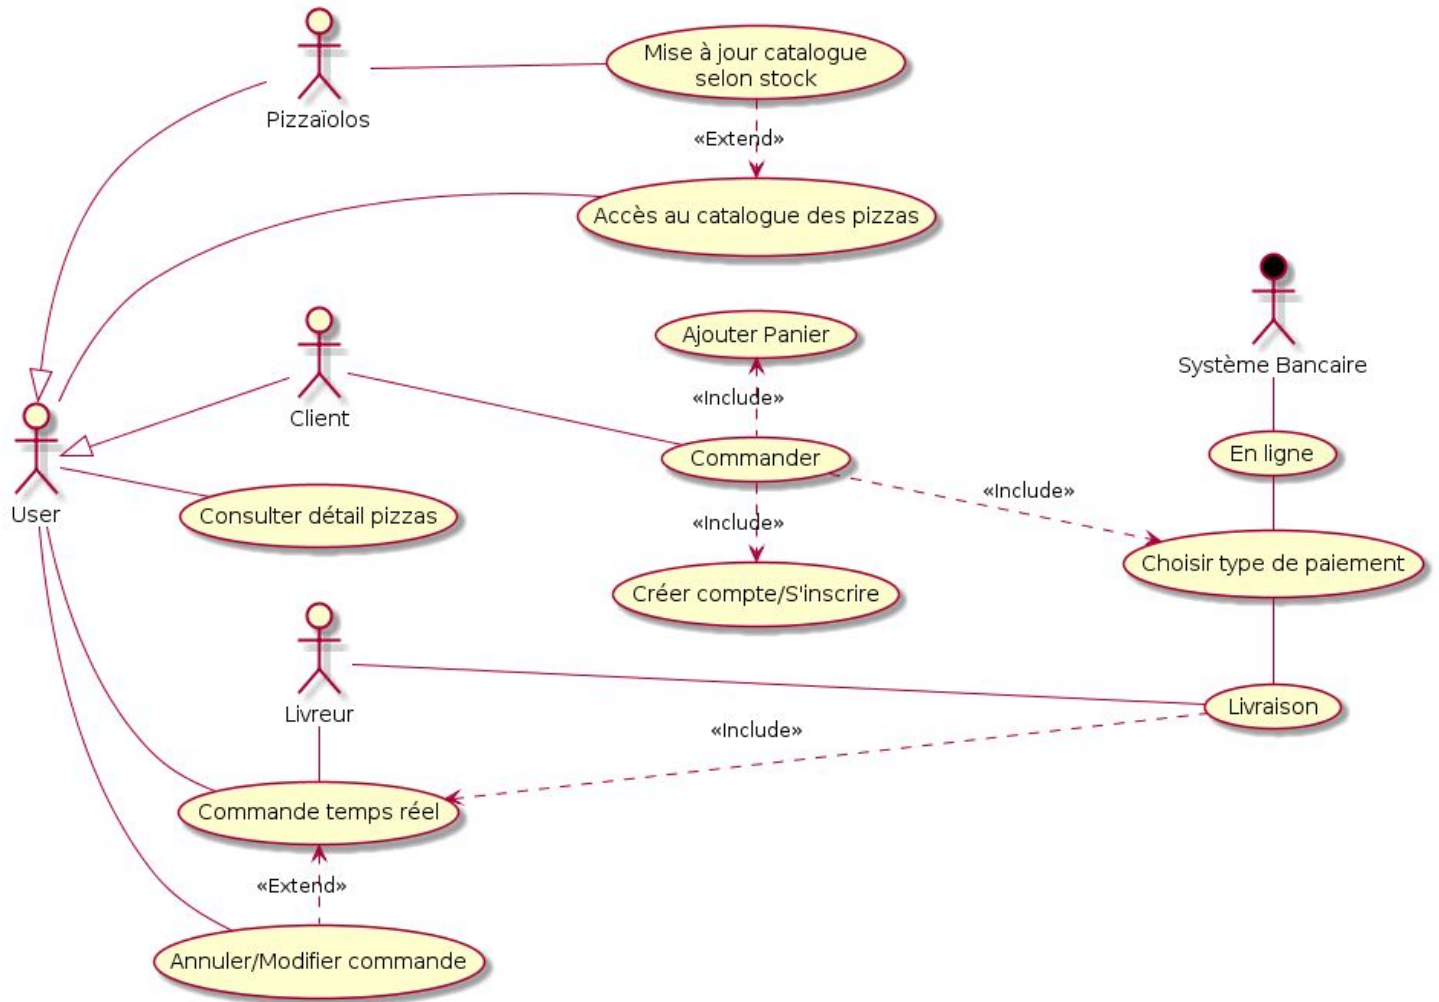 Mise à jour catalogue
selon stock
Pizzaïolos
«Extend»
Accès au catalogue des pizzas
Ajouter Panier
Système Bancaire
«Include»
Client
En ligne
Commander
«Include»
User
Consulter détail pizzas
«Include»
Choisir type de paiement
Créer compte/S'inscrire
Livreur
Livraison
«Include»
Commande temps réel
«Extend»
Annuler/Modifier commande